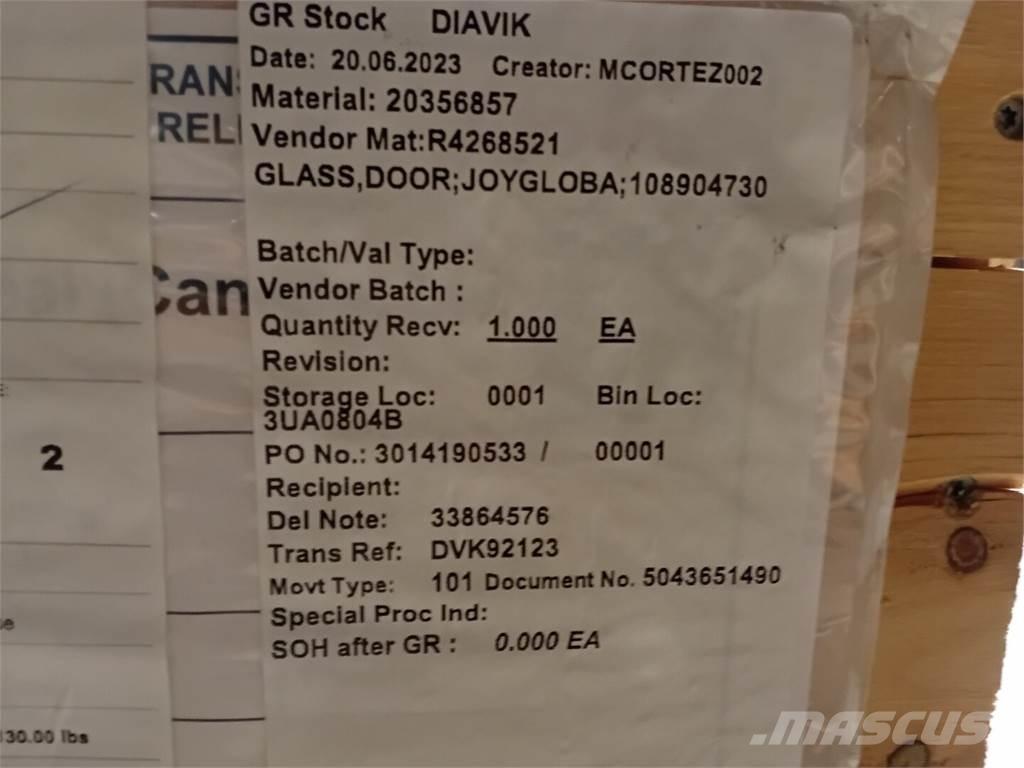 GR Stock DIAVIK
Date: 20.06.2023 Creator: MCORTEZ002
Material: 20356857
Vendor Mat:R4268521
GLASS,DOOR;JOYGLOBA;108904730
Batch/Val Type:
Vendor Batch :
Quantity Recv: 1.000 EA
Revision:
Storage Loc: 0001 Bin Loc:
3UA0804B
PO No.: 3014190533 / 00001
Recipient:
Del Note: 33864576
Trans Ref: DVK92123
Movt Type: 101 Document No. 5043651490
Special Proc Ind:
SOH after GR : 0.000 EA
RAN
REL
Can
2
30.00 lbs
MASCUS